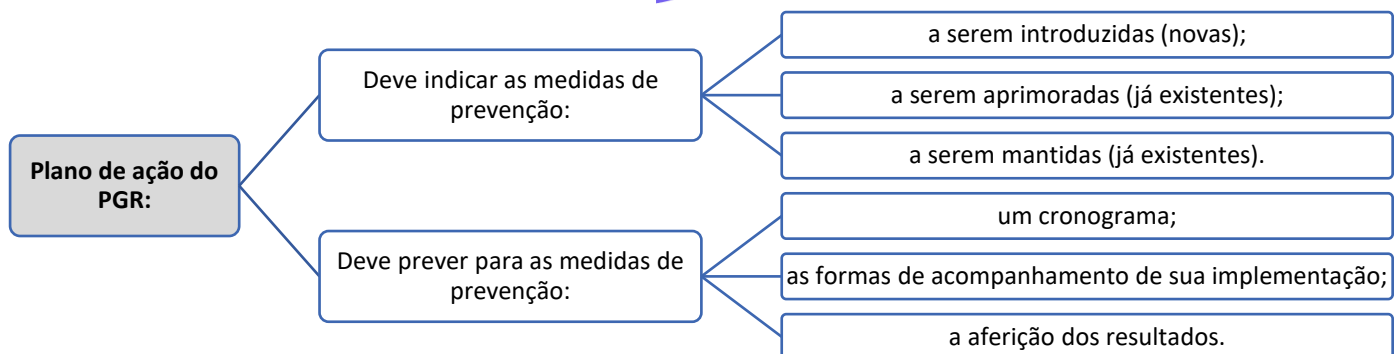 Plano de ação do
PGR:
Deve indicar as medidas de
prevenção:
a serem introduzidas (novas);
a serem aprimoradas (já existentes);
a serem mantidas (já existentes).
Deve prever para as medidas de
prevenção:
um cronograma;
as formas de acompanhamento de sua implementação;
a aferição dos resultados.